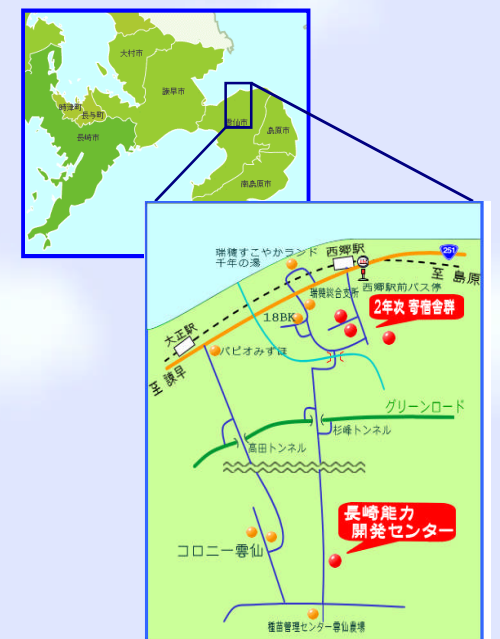 大村市
諫早市
時津町
長与町
長崎市
雲仙市
島原市
南島原市
瑞穂すこやかランド
千年の湯
西郷駅
251
至 島原
西郷駅前バス停
瑞穂総合支所
2年次 寄宿舎群
18BK
大正駅
パピオみずほ
至 諫早
グリーンロード
杉峰トンネル
高田トンネル
長崎能力
開発センター
コロニー雲仙
種苗管理センター雲仙農場